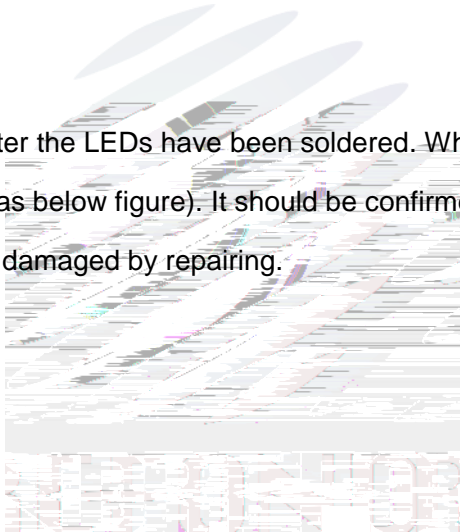 ter the LEDs have been soldered. Wh
as below figure). It should be confirme
damaged by repairing.